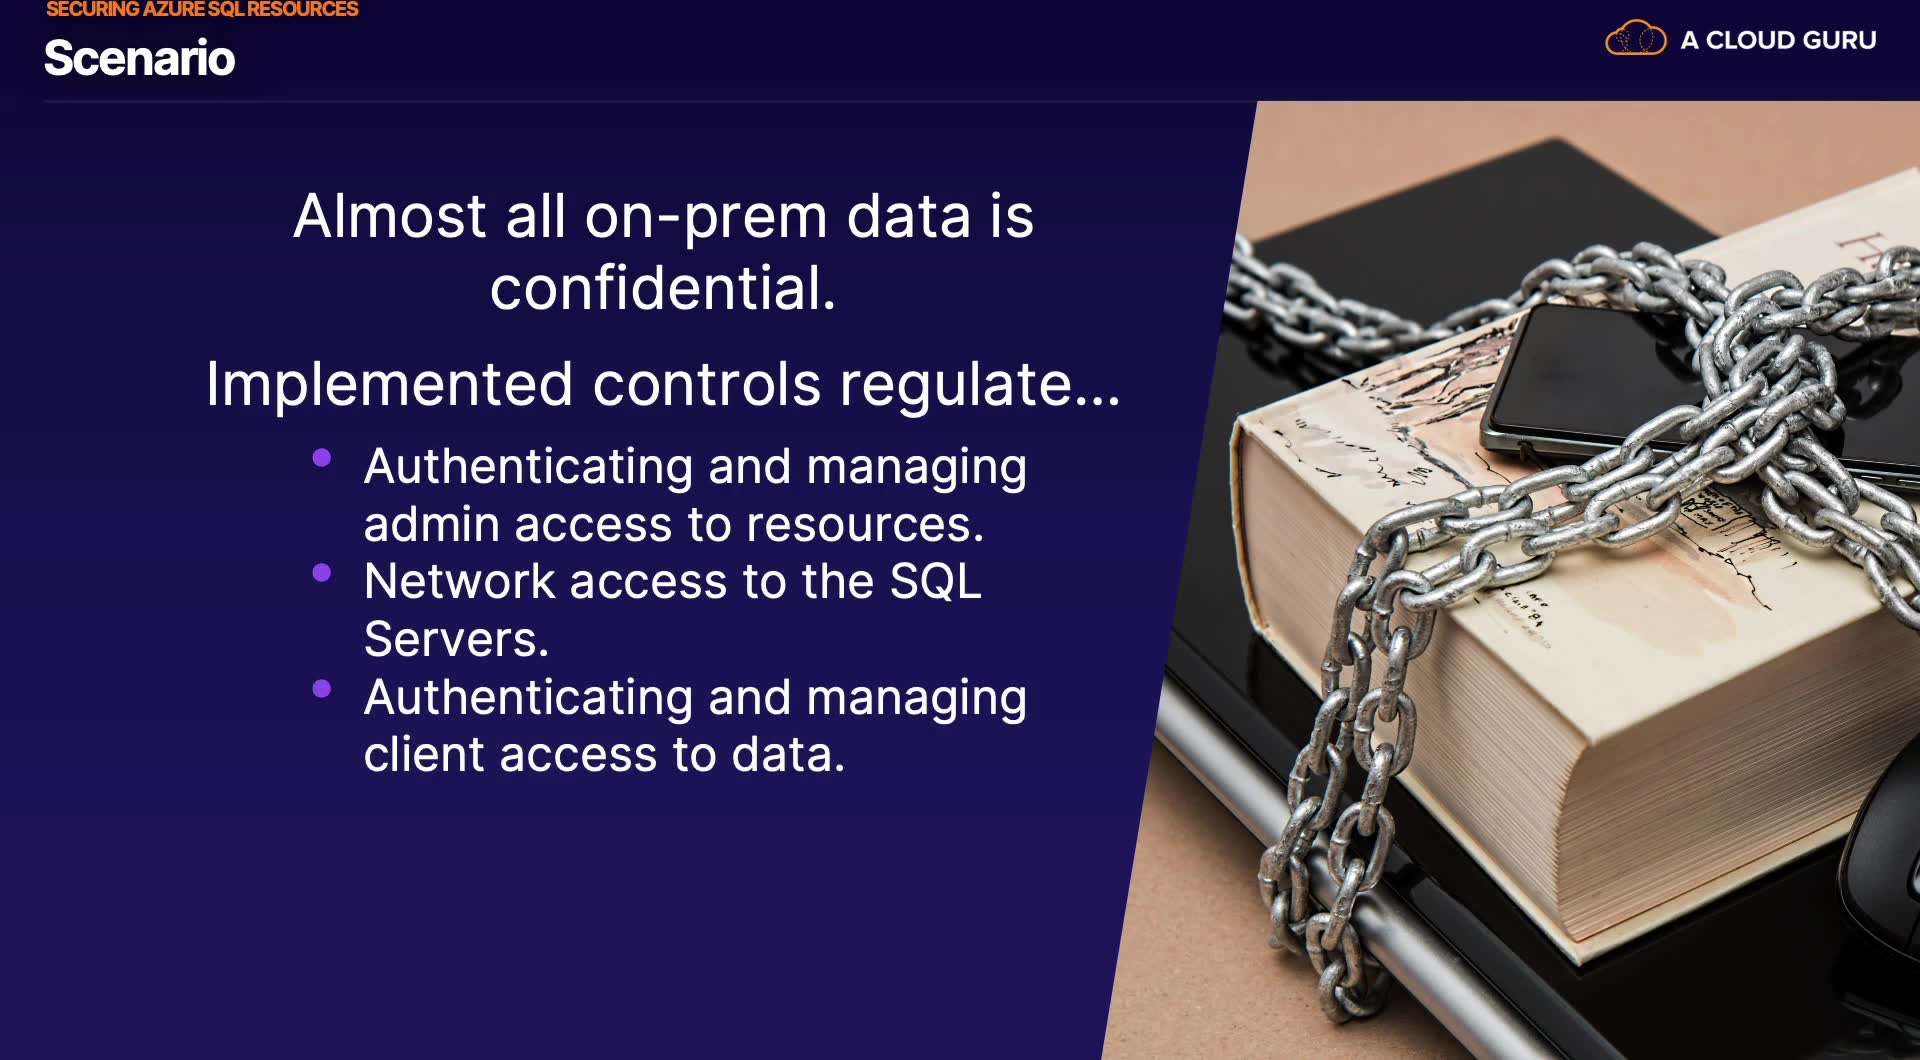 SECURING AZURE SQL RESOURCES
Scenario
A CLOUD GURU
Almost all on-prem data is
confidential.
Implemented controls regulate...
• Authenticating and managing
admin access to resources.
• Network access to the SQL
Servers.
• Authenticating and managing
client access to data.